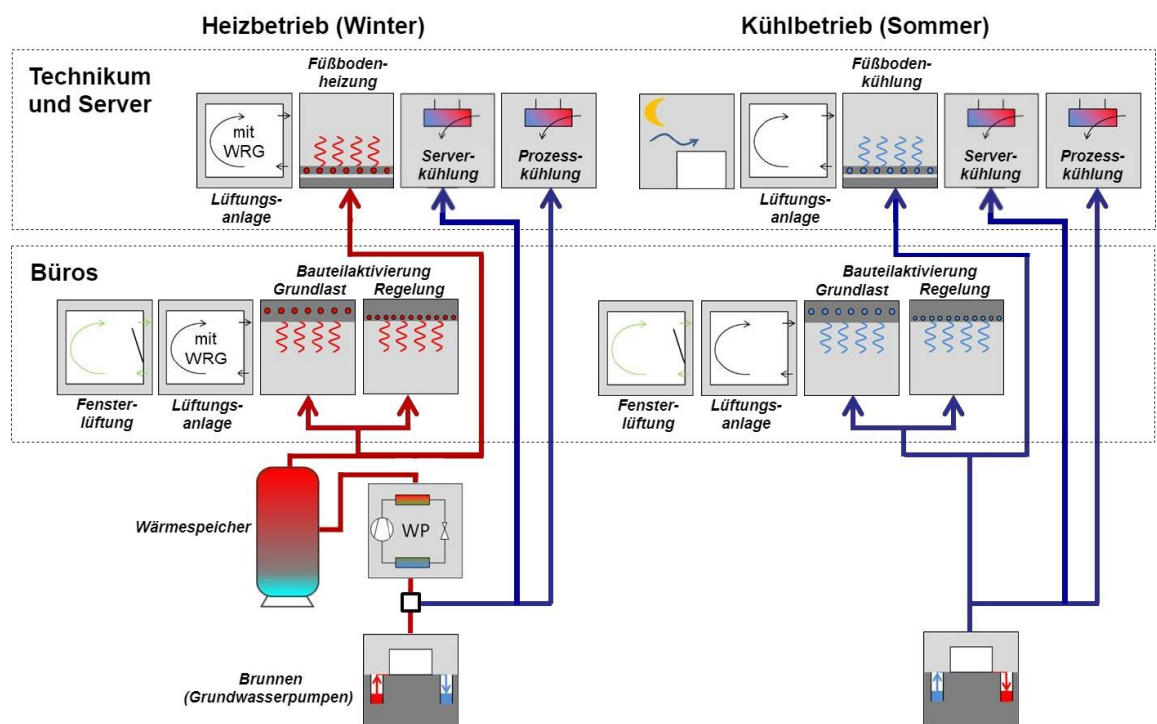 Heizbetrieb (Winter)
Kühlbetrieb (Sommer)
Technikum
und Server
Füßboden-
heizung
mit
WRG
Server-
kühlung
Prozess-
kühlung
Lüftungs-
anlage
Füßboden-
kühlung
Server-
kühlung
Prozess-
kühlung
Lüftungs-
anlage
Büros
Bauteilaktivierung
Grundlast Regelung
mit
WRG
Fenster-
lüftung
Lüftungs-
anlage
Bauteilaktivierung
Grundlast Regelung
Fenster-
lüftung
Lüftungs-
anlage
Wärmespeicher
WP
Brunnen
(Grundwasserpumpen)